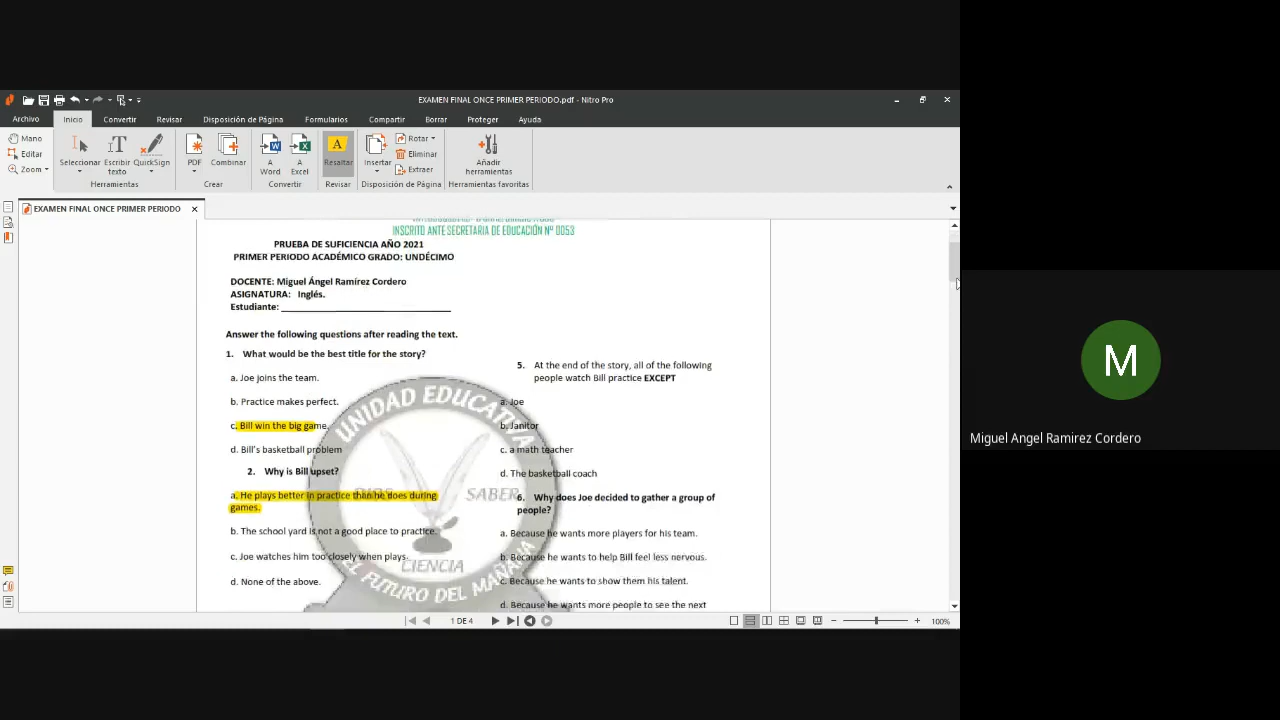 EXAMEN FINAL ONCE PRIMER PERIODO.pdf - Nitro Pro
Archivo Inicio Convertir Revisar Disposición de Página Formularios Compartir Borrar Proteger Ayuda
Mano
Editar
Zoom
Seleccionar
Escribir texto
QuickSign
Herramientas
PDF
Combinar
Crear
A Word
A Excel
Convertir
Resaltar
Revisar
Insertar
Rotar
Eliminar
Extraer
Disposición de Página
Añadir herramientas
Herramientas favoritas
EXAMEN FINAL ONCE PRIMER PERIODO
INSCRITO ANTE SECRETARIA DE EDUCACIÓN Nº 0053
PRUEBA DE SUFICIENCIA AÑO 2021
PRIMER PERIODO ACADÉMICO GRADO: UNDÉCIMO
DOCENTE: Miguel Ángel Ramírez Cordero
ASIGNATURA: Inglés.
Estudiante:
Answer the following questions after reading the text.
1. What would be the best title for the story?
a. Joe joins the team.
b. Practice makes perfect.
c. Bill win the big game.
d. Bill's basketball problem
2. Why is Bill upset?
a. He plays better in practice than he does during
games.
b. The school yard is not a good place to practice.
c. Joe watches him too closely when plays.
d. None of the above.
5. At the end of the story, all of the following
people watch Bill practice EXCEPT
a. Joe
b. Janitor
c. a math teacher
d. The basketball coach
6. Why does Joe decided to gather a group of
people?
a. Because he wants more players for his team.
b. Because he wants to help Bill feel less nervous.
c. Because he wants to show them his talent.
d. Because he wants more people to see the next
UNIDAD EDUCATIVA
DIOS
SABER
CIENCIA
EL FUTURO DEL MAÑANA
1 DE 4
100%
M
Miguel Angel Ramirez Cordero